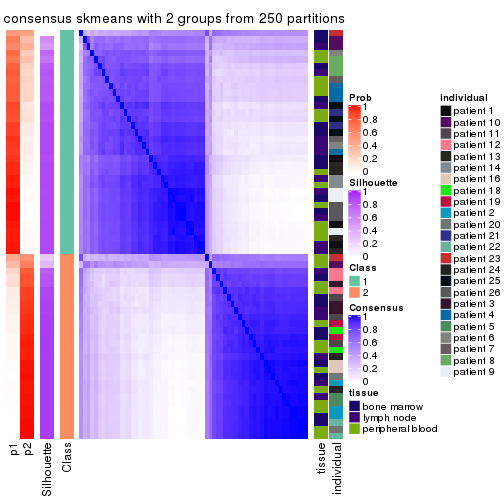 consensus skmeans with 2 groups from 250 partitions
Prob
1
0.8
0.6
0.4
0.2
0
Silhouette
1
0.8
0.6
0.4
0.2
0
Class
1
2
Consensus
1
0.8
0.6
0.4
0.2
0
tissue
bone marrow
lymph node
peripheral blood
individual
patient 1
patient 10
patient 11
patient 12
patient 13
patient 14
patient 16
patient 18
patient 19
patient 2
patient 20
patient 21
patient 22
patient 23
patient 24
patient 25
patient 26
patient 3
patient 4
patient 5
patient 6
patient 7
patient 8
patient 9
p1
p2
Silhouette
Class
tissue
individual